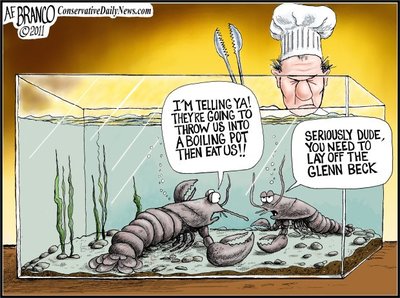 AF BRANCO
©2011
ConservativeDailyNews.com
I'M TELLING YA!
THEY'RE GOING TO
THROW US INTO
A BOILING POT
THEN EAT US!!
SERIOUSLY DUDE,
YOU NEED TO
LAY OFF THE
GLENN BECK